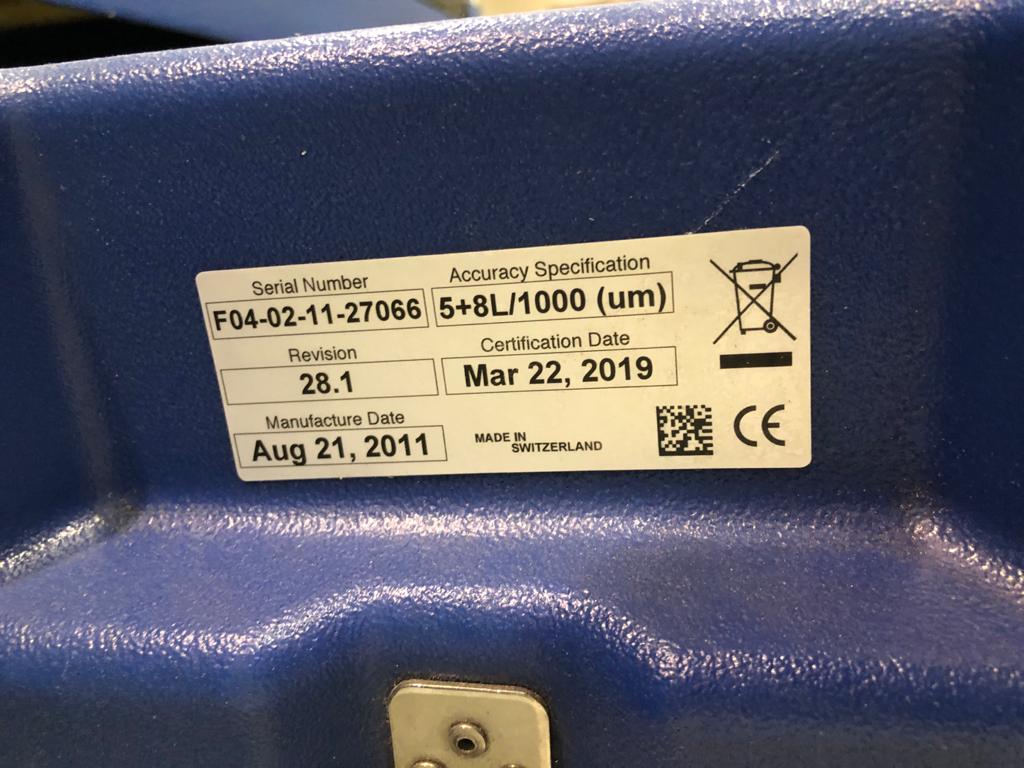 Serial Number
F04-02-11-27066
Accuracy Specification
5+8L/1000 (um)
Revision
28.1
Certification Date
Mar 22, 2019
Manufacture Date
Aug 21, 2011
MADE IN
SWITZERLAND
CE